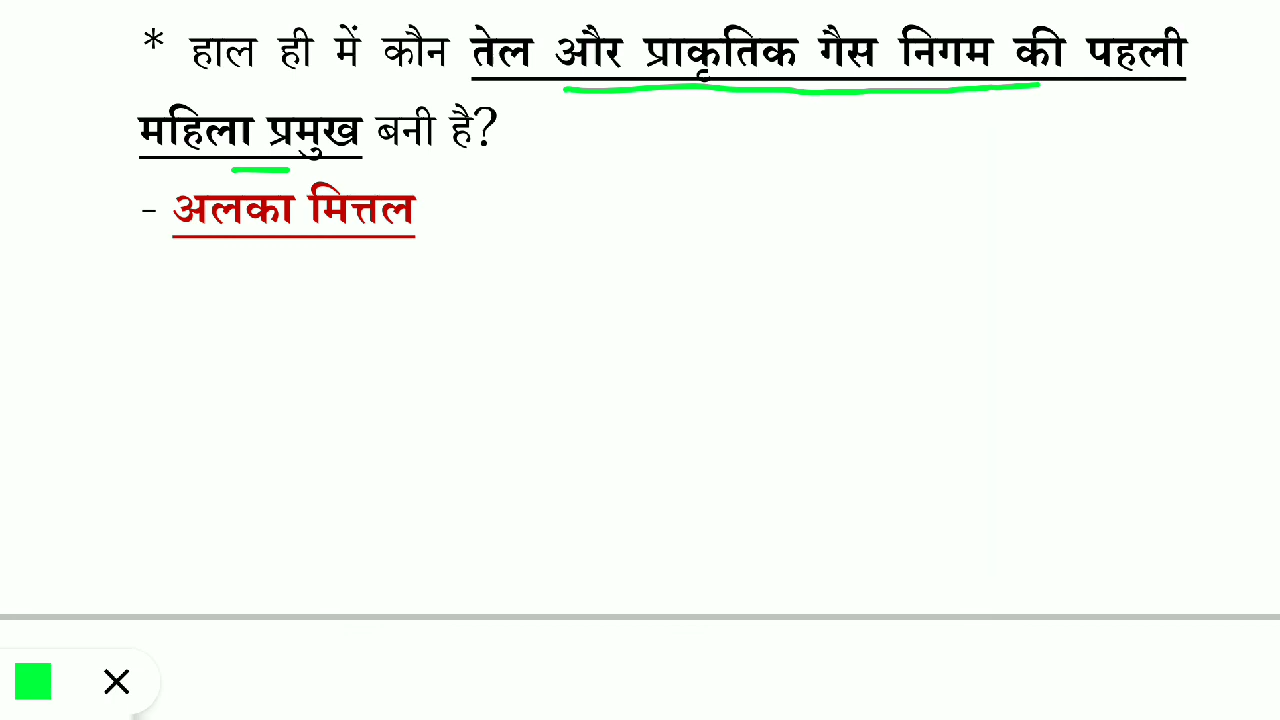 * हाल ही में कौन तेल और प्राकृतिक गैस निगम की पहली
महिला प्रमुख बनी है?
- अलका मित्तल